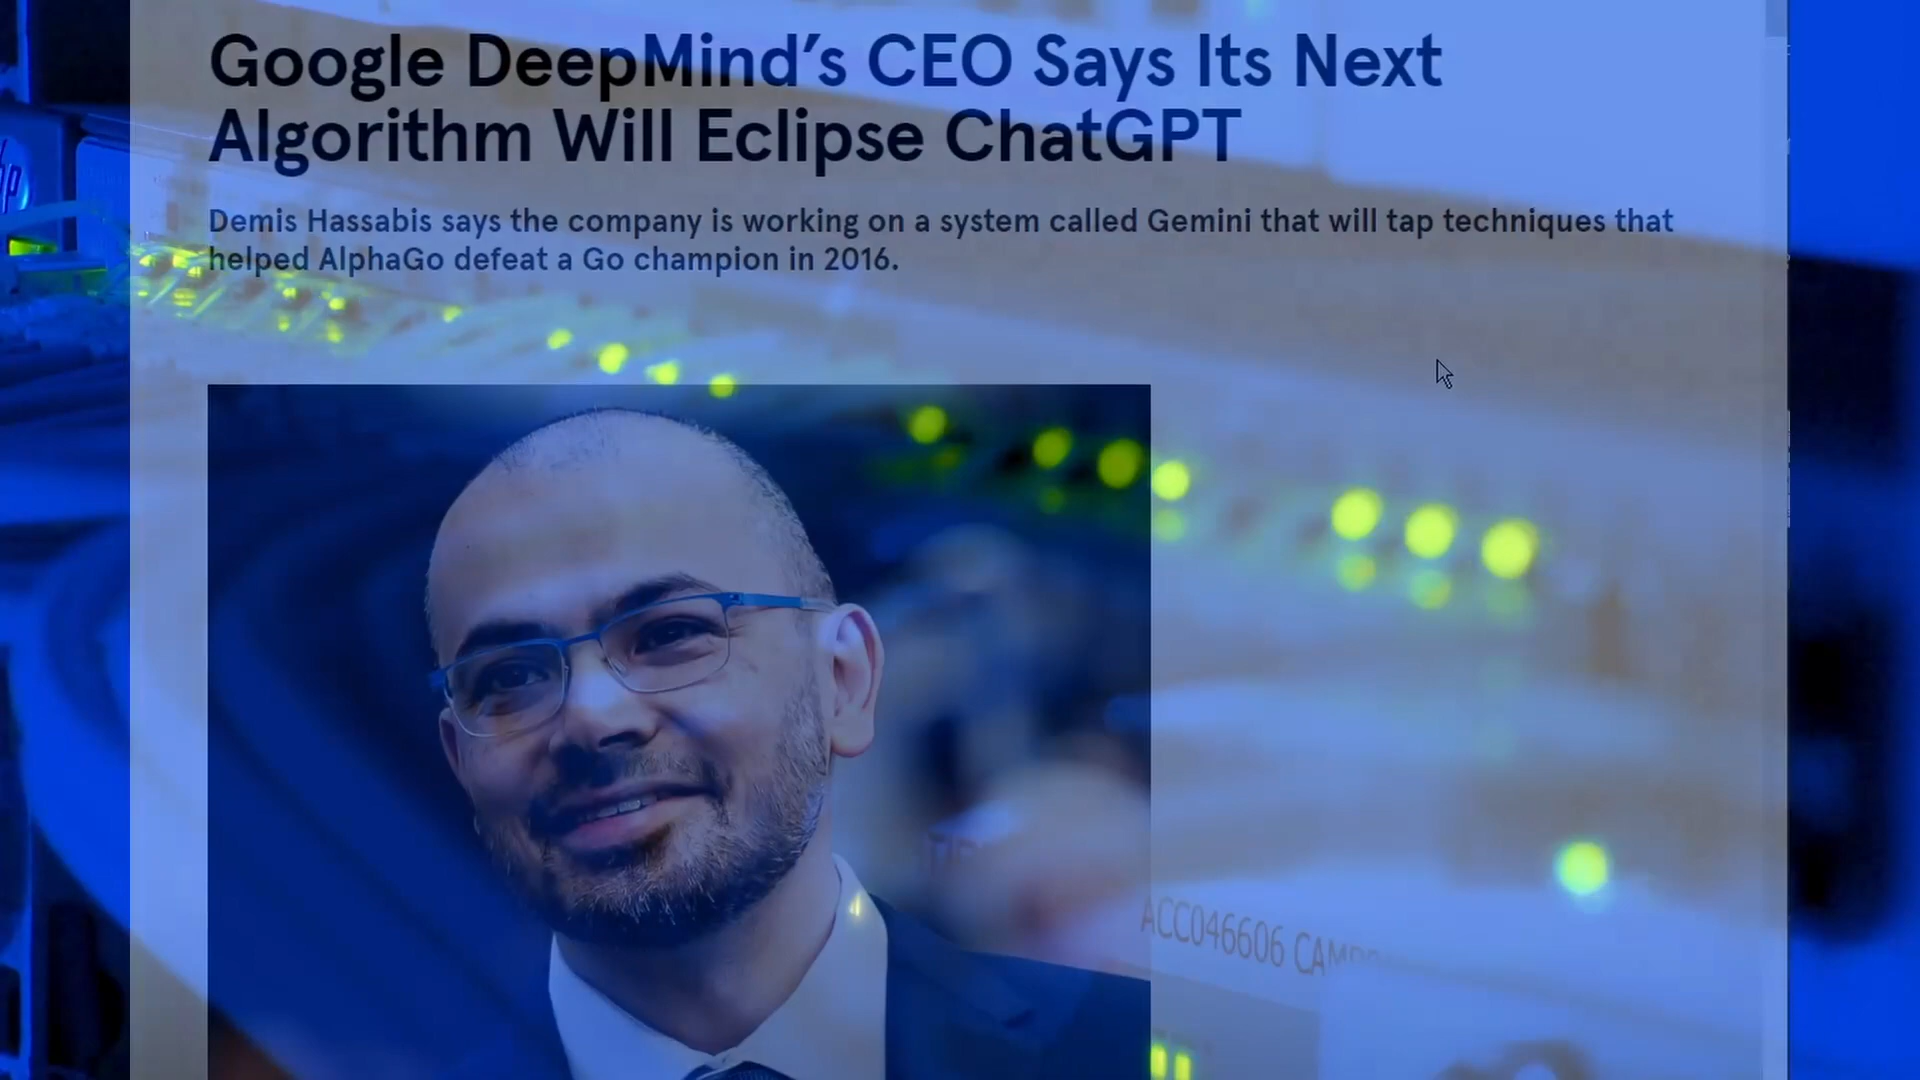 Google DeepMind’s CEO Says Its Next
Algorithm Will Eclipse ChatGPT
Demis Hassabis says the company is working on a system called Gemini that will tap techniques that
helped AlphaGo defeat a Go champion in 2016.
hp
ACC046606